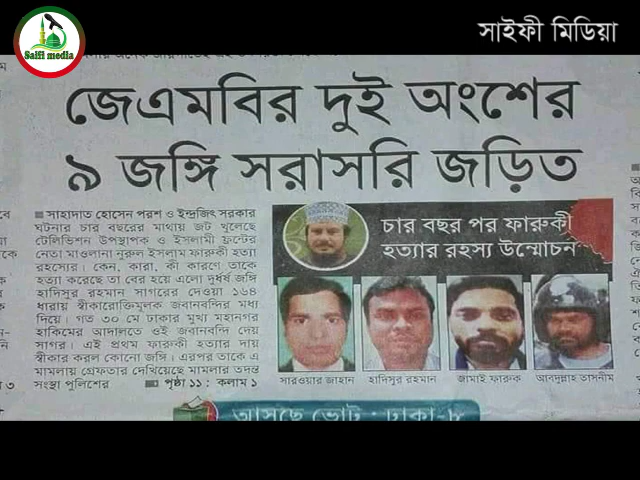 Saifi media
সাইফী মিডিয়া
জেএমবির দুই অংশের
৯ জঙ্গি সরাসরি জড়িত
■ সাহাদাত হোসেন পরশ ও ইন্দ্রজিৎ সরকার
ঘটনার চার বছরের মাথায় জট খুলেছে
টেলিভিশন উপস্থাপক ও ইসলামী ফ্রন্টের
নেতা মাওলানা নুরুল ইসলাম ফারুকী হত্যা
রহস্যের। কেন, কারা, কী কারণে তাকে
হত্যা করেছে তা বের হয়ে এলো দুর্ধর্ষ জঙ্গি
হাদিসুর রহমান সাগরের দেওয়া ১৬৪
ধারায় স্বীকারোক্তিমূলক জবানবন্দির মধ্য
দিয়ে। গত ৩০ মে ঢাকার মুখ্য মহানগর
হাকিমের আদালতে ওই জবানবন্দি দেয়
সাগর। এই প্রথম ফারুকী হত্যার দায়
স্বীকার করল কোনো জঙ্গি। এরপর তাকে এ
মামলায় গ্রেফতার দেখিয়েছে মামলার তদন্ত
সংস্থা পুলিশের ■ পৃষ্ঠা ১১ : কলাম ১
চার বছর পর ফারুকী
হত্যার রহস্য উন্মোচন
সারওয়ার জাহান হাদিসুর রহমান জামাই ফারুক আবদুল্লাহ তাসনীম
আসছে ভোট : ঢাকা-৮